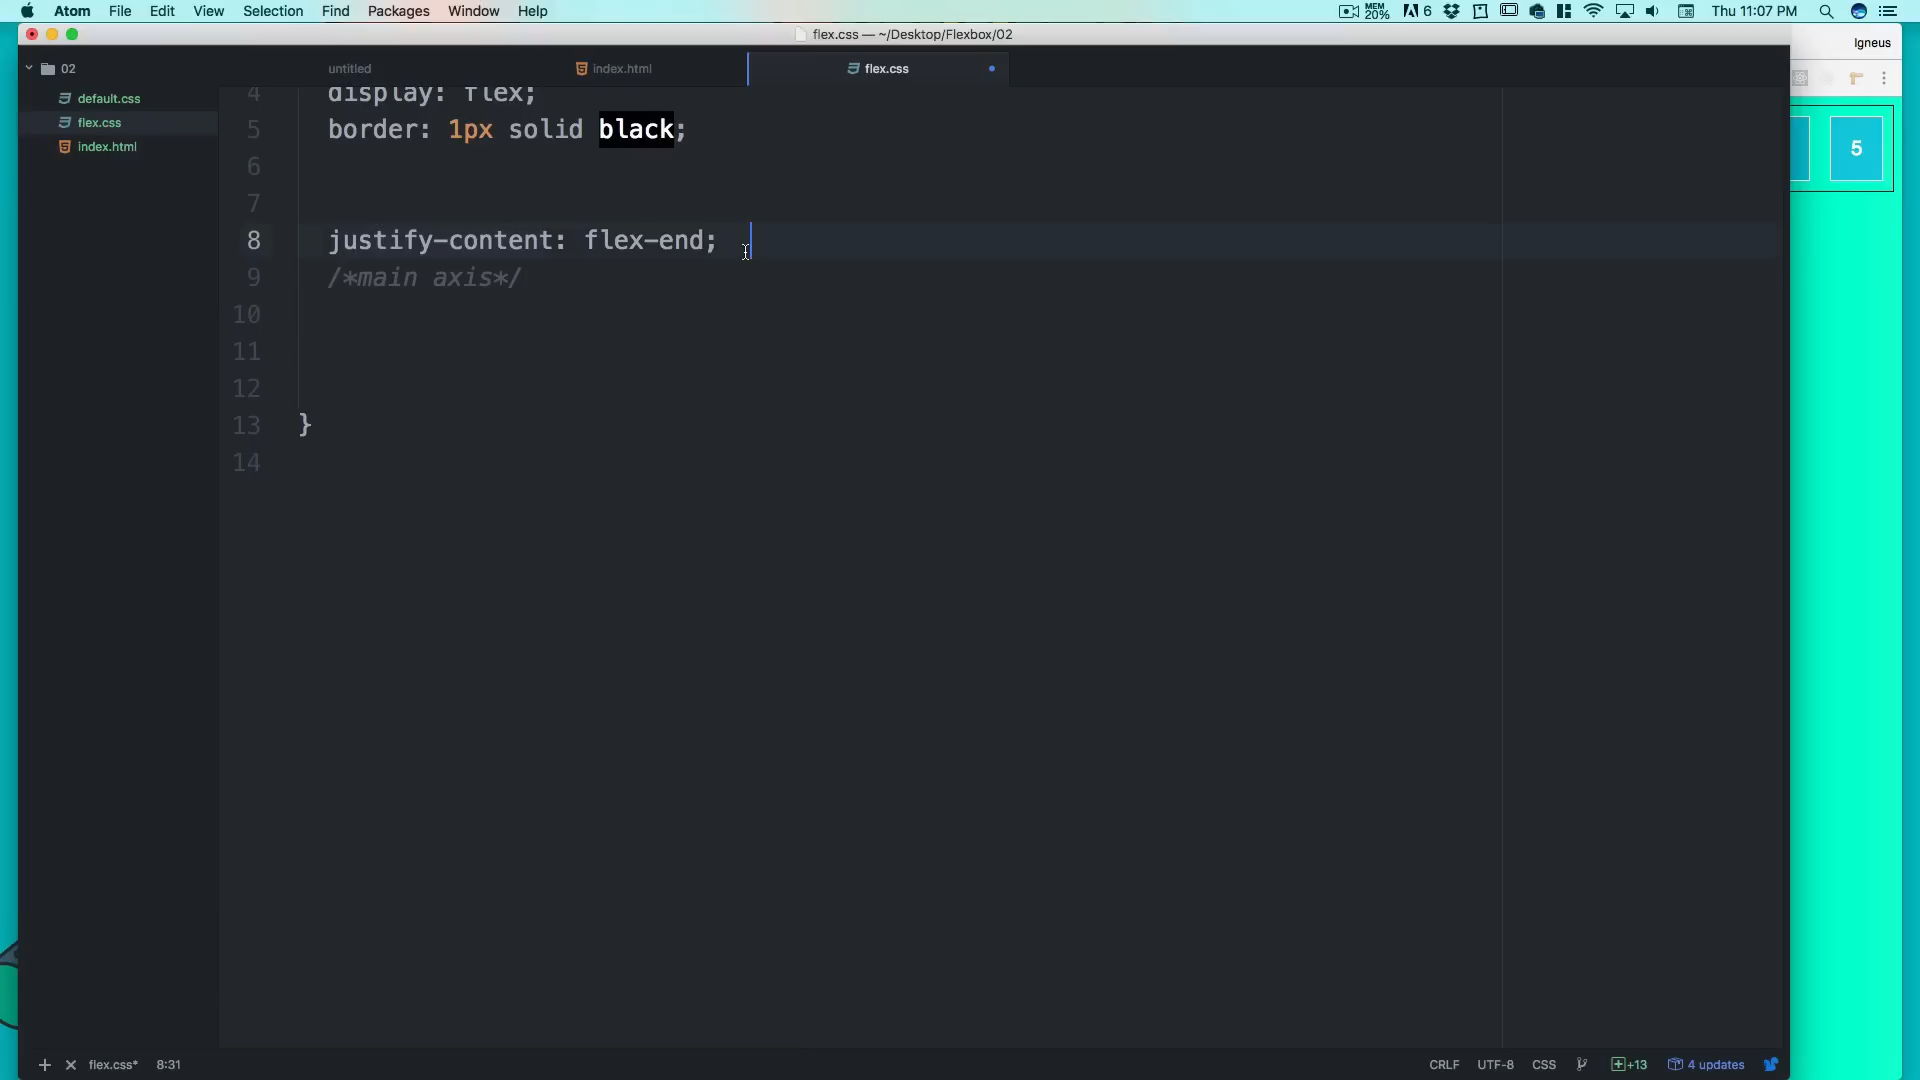 Atom File Edit View Selection Find Packages Window Help MEM 20% 6 Thu 11:07 PM
flex.css — ~/Desktop/Flexbox/02
Igneus
02
untitled index.html flex.css
default.css
flex.css
index.html
4 display: flex;
5 border: 1px solid black;
6
7
8 justify-content: flex-end;
9 /*main axis*/
10
11
12
13 }
14
5
flex.css* 8:31 CRLF UTF-8 CSS +13 4 updates